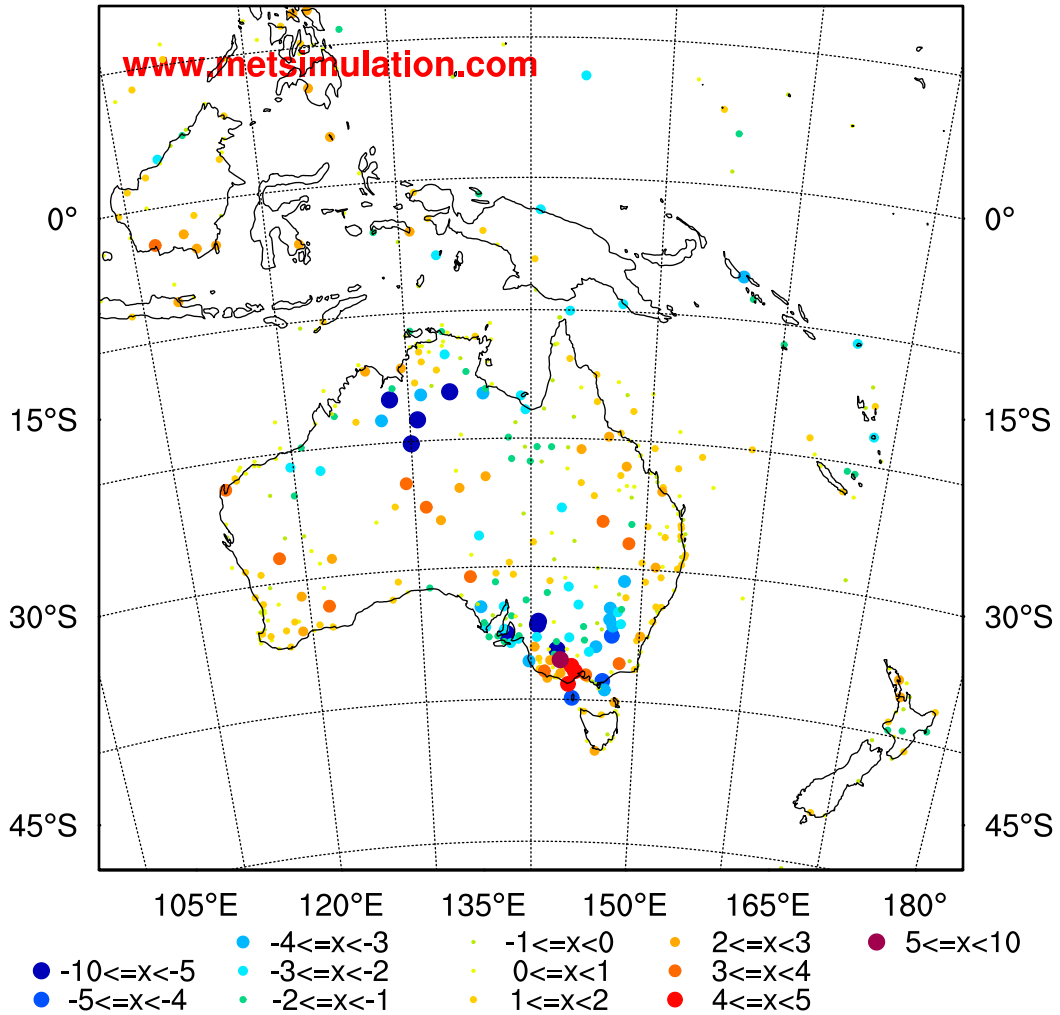 www.metsimulation.com
0° 0°
15°S 15°S
30°S 30°S
45°S 45°S
105°E 120°E 135°E 150°E 165°E 180°
-4<=x<-3 -1<=x<0 2<=x<3 5<=x<10
-10<=x<-5 -3<=x<-2 0<=x<1 3<=x<4
-5<=x<-4 -2<=x<-1 1<=x<2 4<=x<5